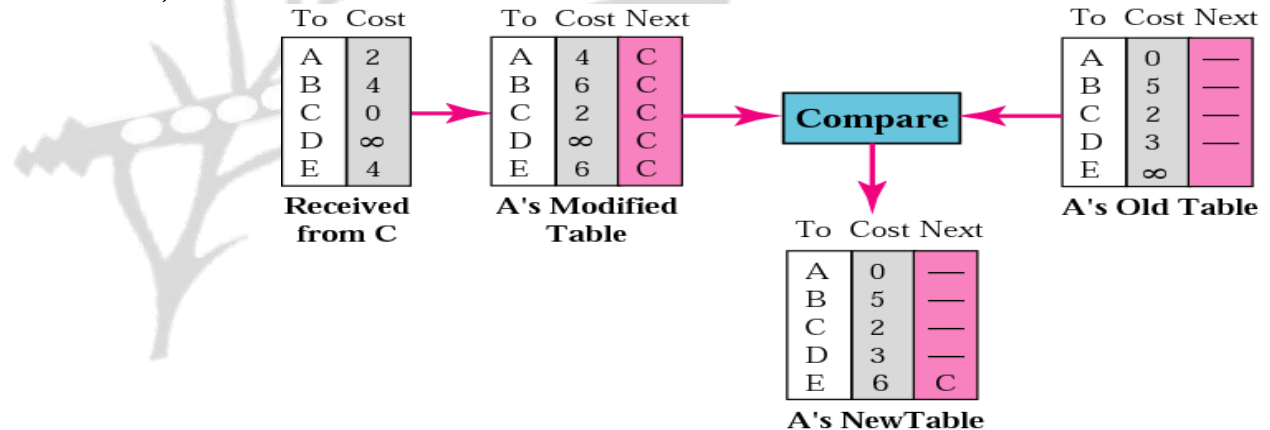 To Cost
A 2
B 4
C 0
D ∞
E 4
Received
from C
To Cost Next
A 4 C
B 6 C
C 2 C
D ∞ C
E 6 C
A's Modified
Table
Compare
To Cost Next
A 0 —
B 5 —
C 2 —
D 3 —
E ∞
A's Old Table
To Cost Next
A 0 —
B 5 —
C 2 —
D 3 —
E 6 C
A's NewTable